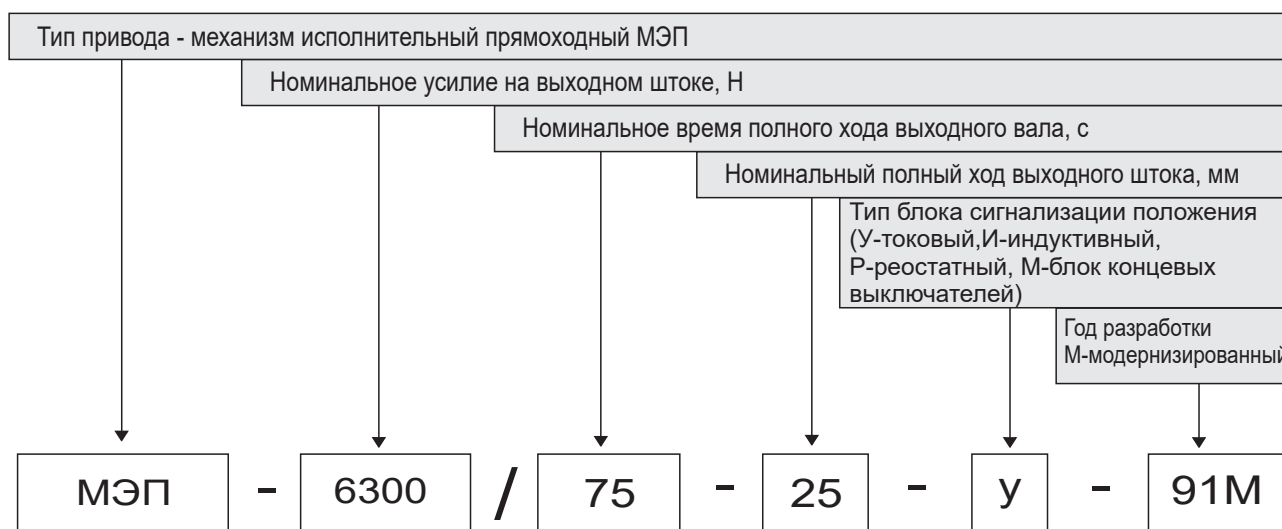 Тип привода - механизм исполнительный прямоходный МЭП
Номинальное усилие на выходном штоке, Н
Номинальное время полного хода выходного вала, с
Номинальный полный ход выходного штока, мм
Тип блока сигнализации положения
(У-токовый,И-индуктивный,
Р-реостатный, М-блок концевых
выключателей)
Год разработки
М-модернизированный
МЭП - 6300 / 75 - 25 - У - 91М